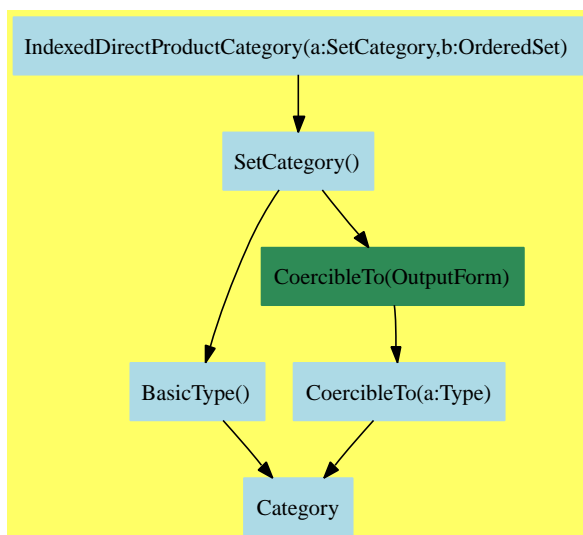 IndexedDirectProductCategory(a:SetCategory,b:OrderedSet)
SetCategory()
CoercibleTo(OutputForm)
BasicType()
CoercibleTo(a:Type)
Category